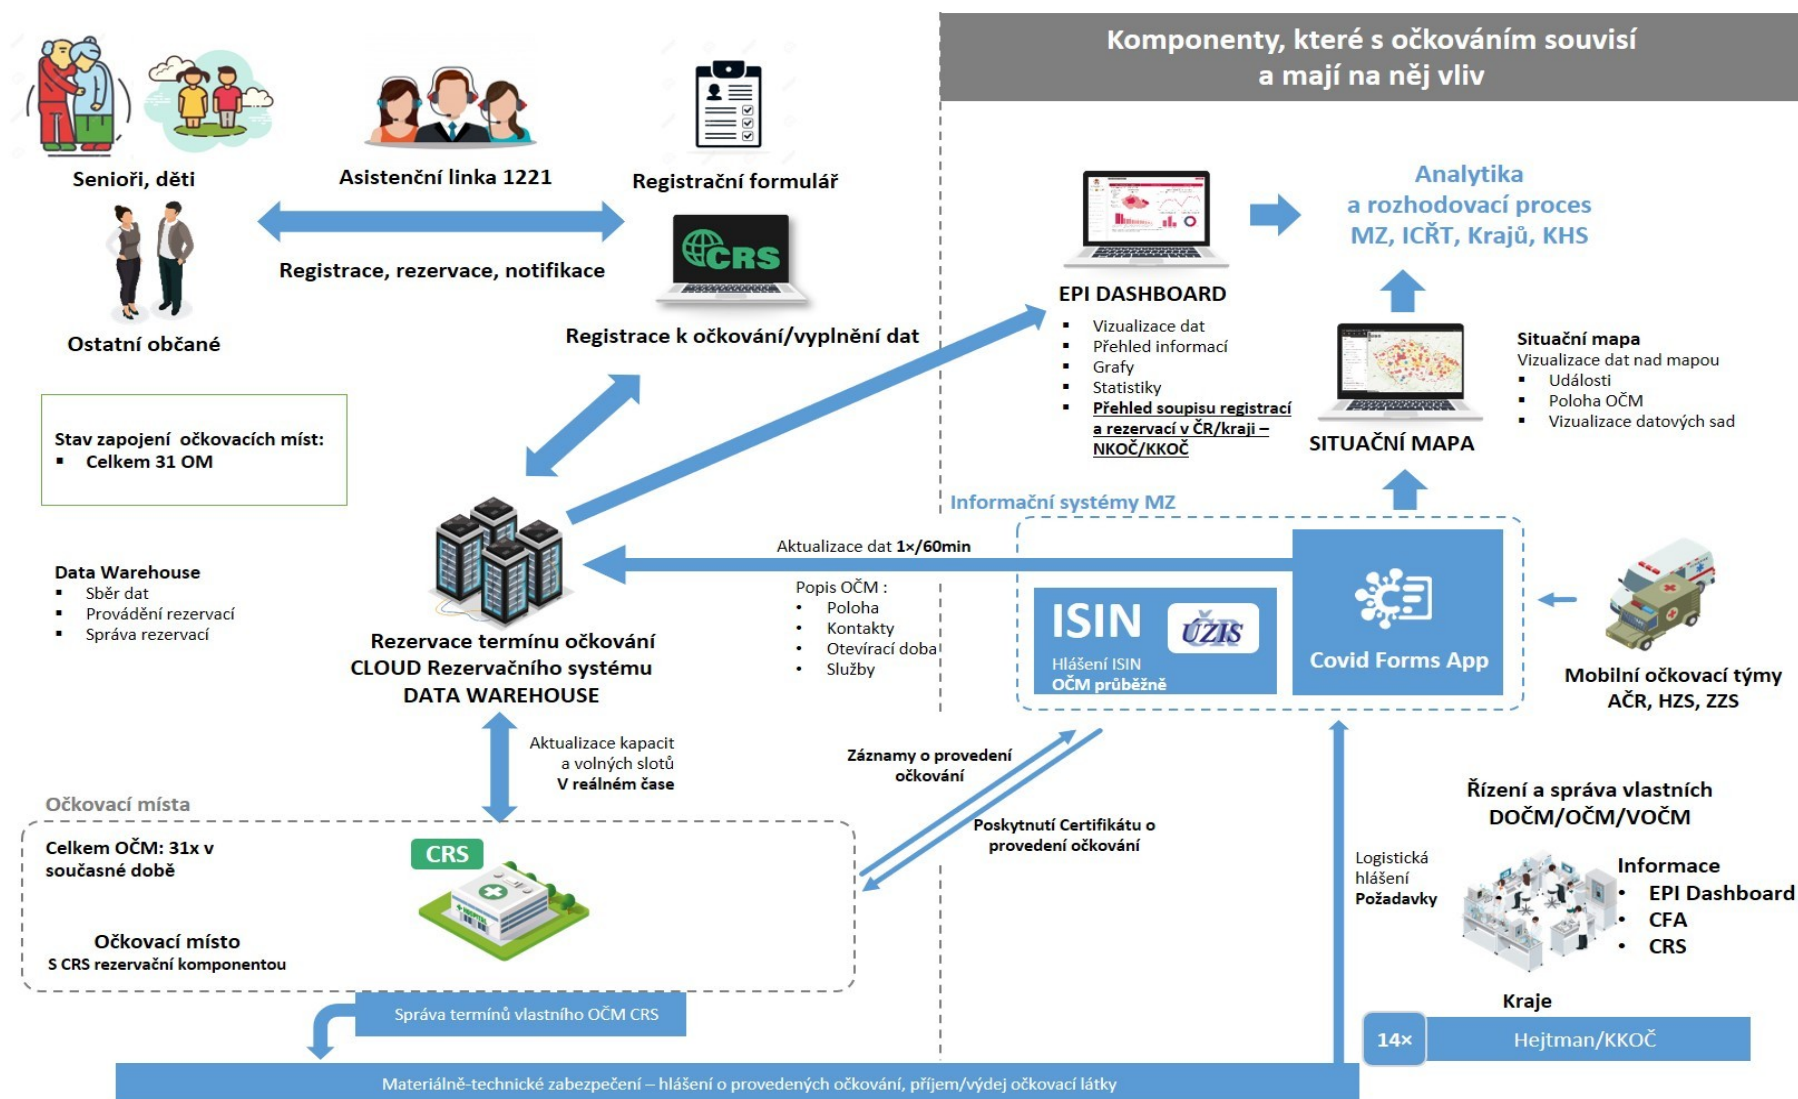 Komponenty, které s očkováním souvisí
a mají na něj vliv
Senioři, děti
Asistenční linka 1221
Registrační formulář
CRS
Registrace, rezervace, notifikace
Ostatní občané
Registrace k očkování/vyplnění dat
Stav zapojení očkovacích míst:
▪ Celkem 31 OM
Data Warehouse
▪ Sběr dat
▪ Provádění rezervací
▪ Správa rezervací
Rezervace termínu očkování
CLOUD Rezervačního systému
DATA WAREHOUSE
Aktualizace kapacit
a volných slotů
V reálném čase
Očkovací místa
Celkem OČM: 31x v
současné době
CRS
HOSPITAL
Očkovací místo
S CRS rezervační komponentou
Správa termínů vlastního OČM CRS
Materiálně-technické zabezpečení – hlášení o provedených očkování, příjem/výdej očkovací látky
EPI DASHBOARD
▪ Vizualizace dat
▪ Přehled informací
▪ Grafy
▪ Statistiky
▪ Přehled soupisu registrací
a rezervací v ČR/kraji –
NKOČ/KKOČ
Analytika
a rozhodovací proces
MZ, ICŘT, Krajů, KHS
SITUAČNÍ MAPA
Situační mapa
Vizualizace dat nad mapou
▪ Události
▪ Poloha OČM
▪ Vizualizace datových sad
Informační systémy MZ
Aktualizace dat 1×/60min
Popis OČM :
• Poloha
• Kontakty
• Otevírací doba
• Služby
ISIN
ÚZIS
ČR
Hlášení ISIN
OČM průběžně
Covid Forms App
Mobilní očkovací týmy
AČR, HZS, ZZS
Záznamy o provedení
očkování
Poskytnutí Certifikátu o
provedení očkování
Logistická
hlášení
Požadavky
Řízení a správa vlastních
DOČM/OČM/VOČM
Informace
• EPI Dashboard
• CFA
• CRS
Kraje
14×
Hejtman/KKOČ